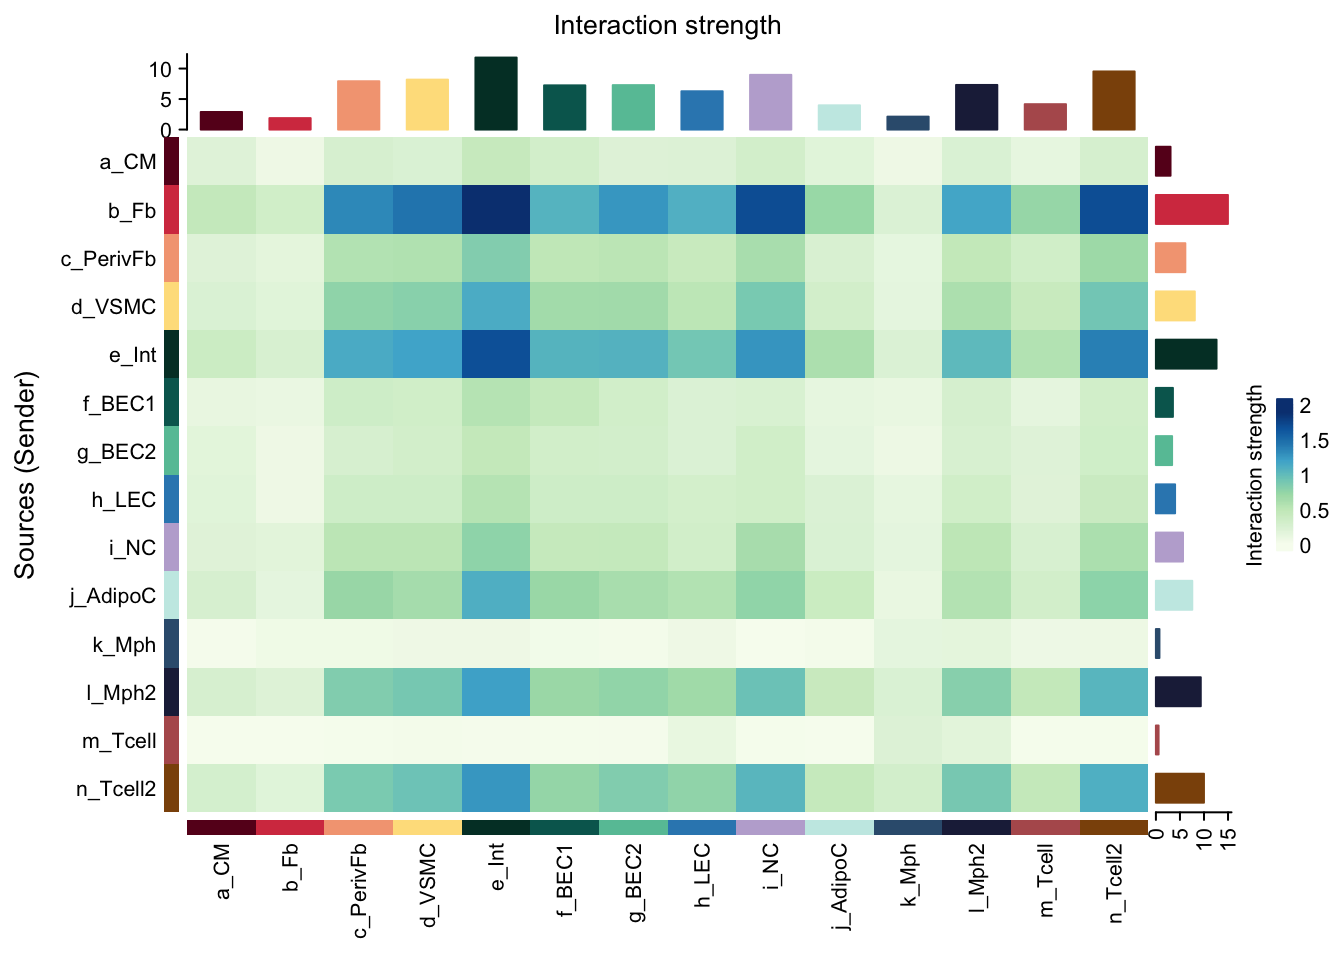 Interaction strength
10
5
0
a_CM
b_Fb
c_PerivFb
d_VSMC
e_Int
f_BEC1
g_BEC2
h_LEC
i_NC
j_AdipoC
k_Mph
l_Mph2
m_Tcell
n_Tcell2
Sources (Sender)
a_CM
b_Fb
c_PerivFb
d_VSMC
e_Int
f_BEC1
g_BEC2
h_LEC
i_NC
j_AdipoC
k_Mph
l_Mph2
m_Tcell
n_Tcell2
0
5
10
15
Interaction strength
2
1.5
1
0.5
0